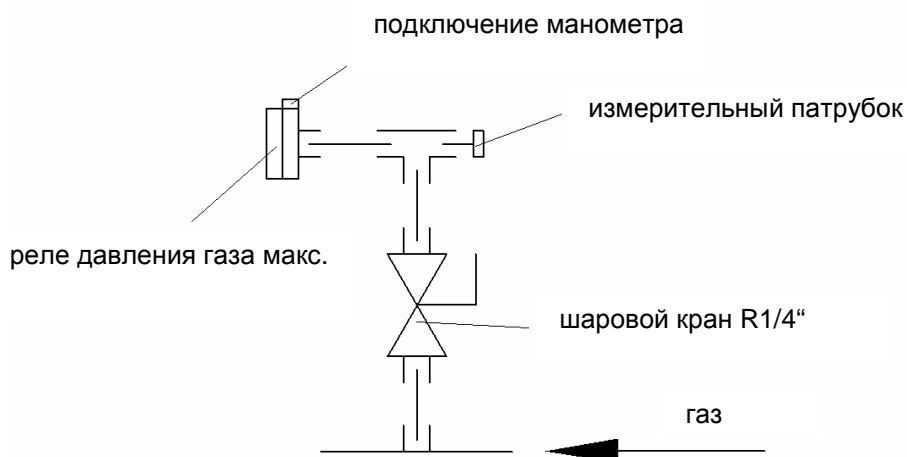 подключение манометра
измерительный патрубок
реле давления газа макс.
шаровой кран R1/4“
газ